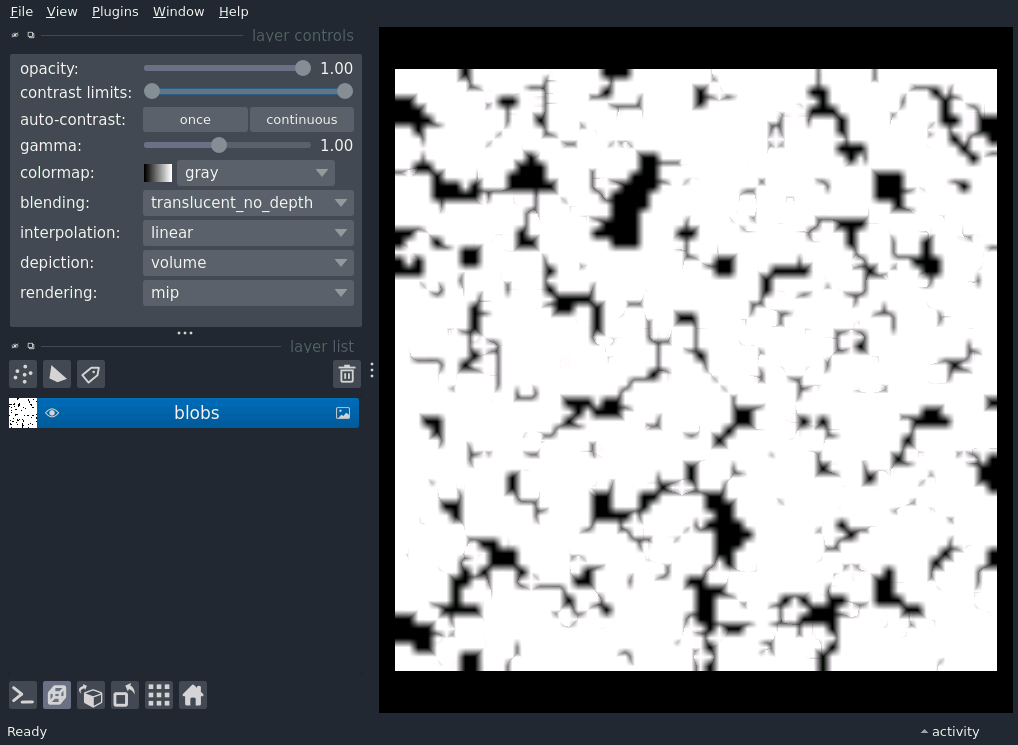 File View Plugins Window Help
layer controls
opacity: 1.00
contrast limits:
auto-contrast: once continuous
gamma: 1.00
colormap: gray
blending: translucent_no_depth
interpolation: linear
depiction: volume
rendering: mip
layer list
blobs
Ready activity